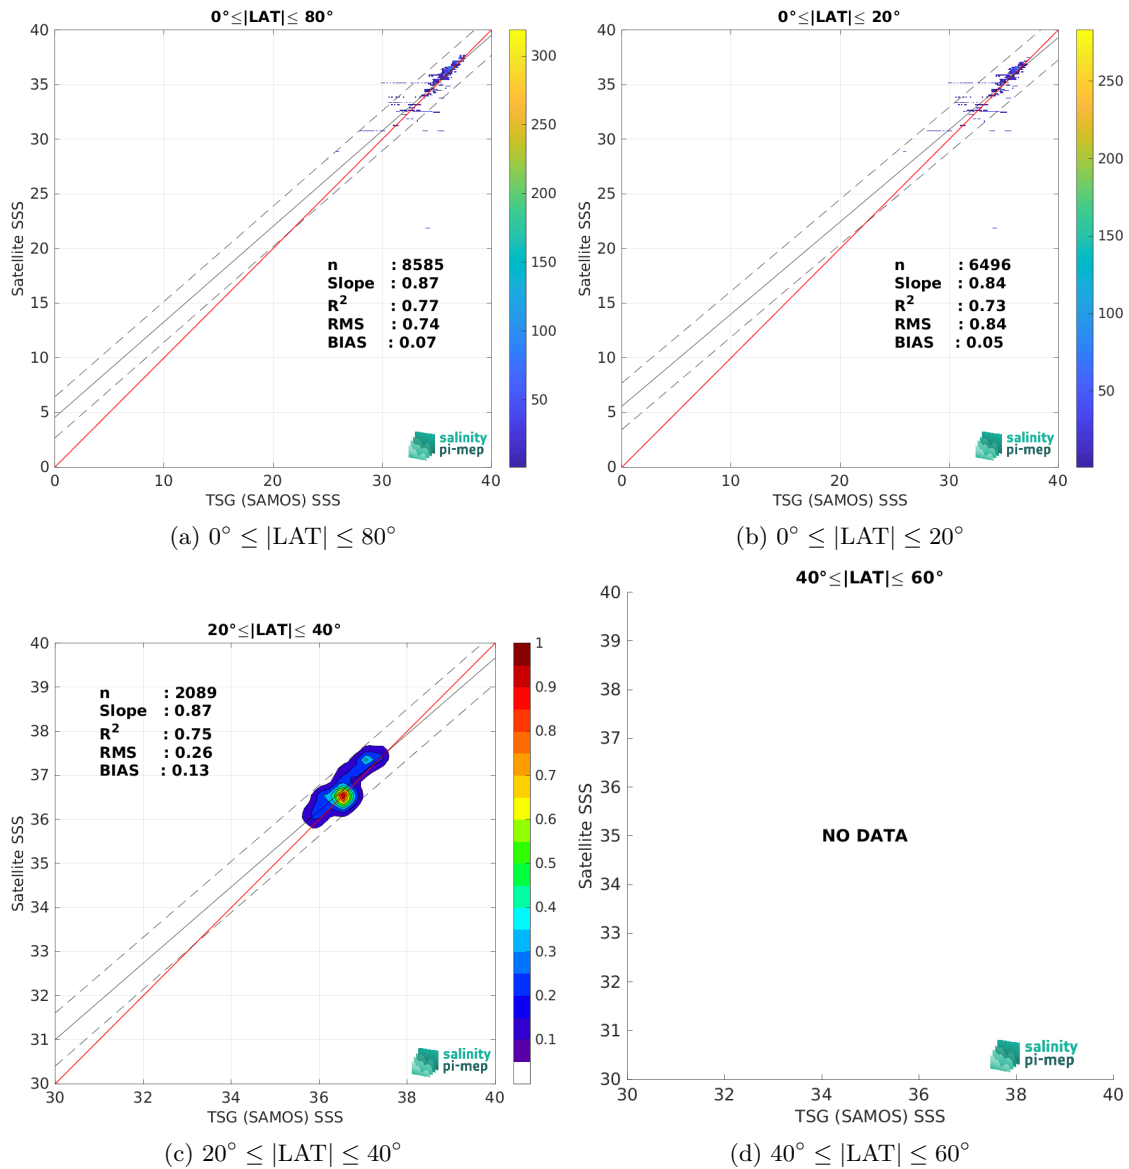 0°≤|LAT|≤ 80°
40
35
30
25
20
15
10
5
0
Satellite SSS
0
10
20
30
40
TSG (SAMOS) SSS
n : 8585
Slope : 0.87
R² : 0.77
RMS : 0.74
BIAS : 0.07
salinity
pi-mep
300
250
200
150
100
50
(a) 0° ≤ |LAT| ≤ 80°
0°≤|LAT|≤ 20°
40
35
30
25
20
15
10
5
0
Satellite SSS
0
10
20
30
40
TSG (SAMOS) SSS
n : 6496
Slope : 0.84
R² : 0.73
RMS : 0.84
BIAS : 0.05
salinity
pi-mep
250
200
150
100
50
(b) 0° ≤ |LAT| ≤ 20°
20°≤|LAT|≤ 40°
40
39
38
37
36
35
34
33
32
31
30
Satellite SSS
30
32
34
36
38
40
TSG (SAMOS) SSS
n : 2089
Slope : 0.87
R² : 0.75
RMS : 0.26
BIAS : 0.13
salinity
pi-mep
1
0.9
0.8
0.7
0.6
0.5
0.4
0.3
0.2
0.1
(c) 20° ≤ |LAT| ≤ 40°
40°≤|LAT|≤ 60°
40
39
38
37
36
35
34
33
32
31
30
Satellite SSS
NO DATA
salinity
pi-mep
30
32
34
36
38
40
TSG (SAMOS) SSS
(d) 40° ≤ |LAT| ≤ 60°